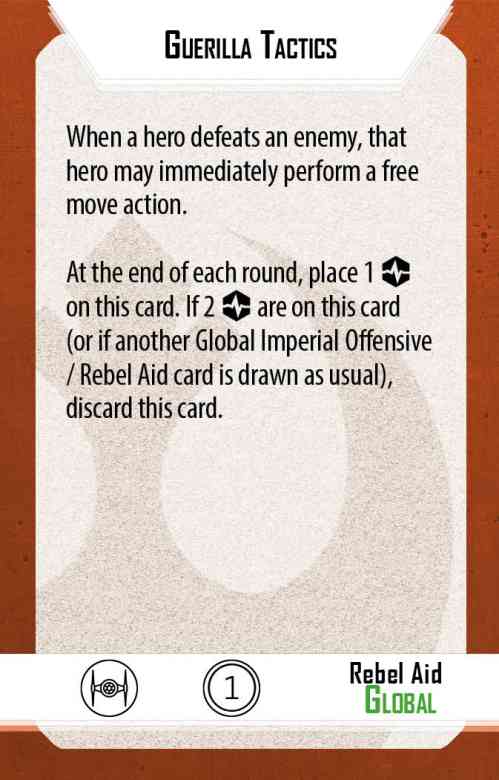 Guerilla Tactics
When a hero defeats an enemy, that
hero may immediately perform a free
move action.
At the end of each round, place 1
on this card. If 2 are on this card
(or if another Global Imperial Offensive
/ Rebel Aid card is drawn as usual),
discard this card.
1
Rebel Aid
Global